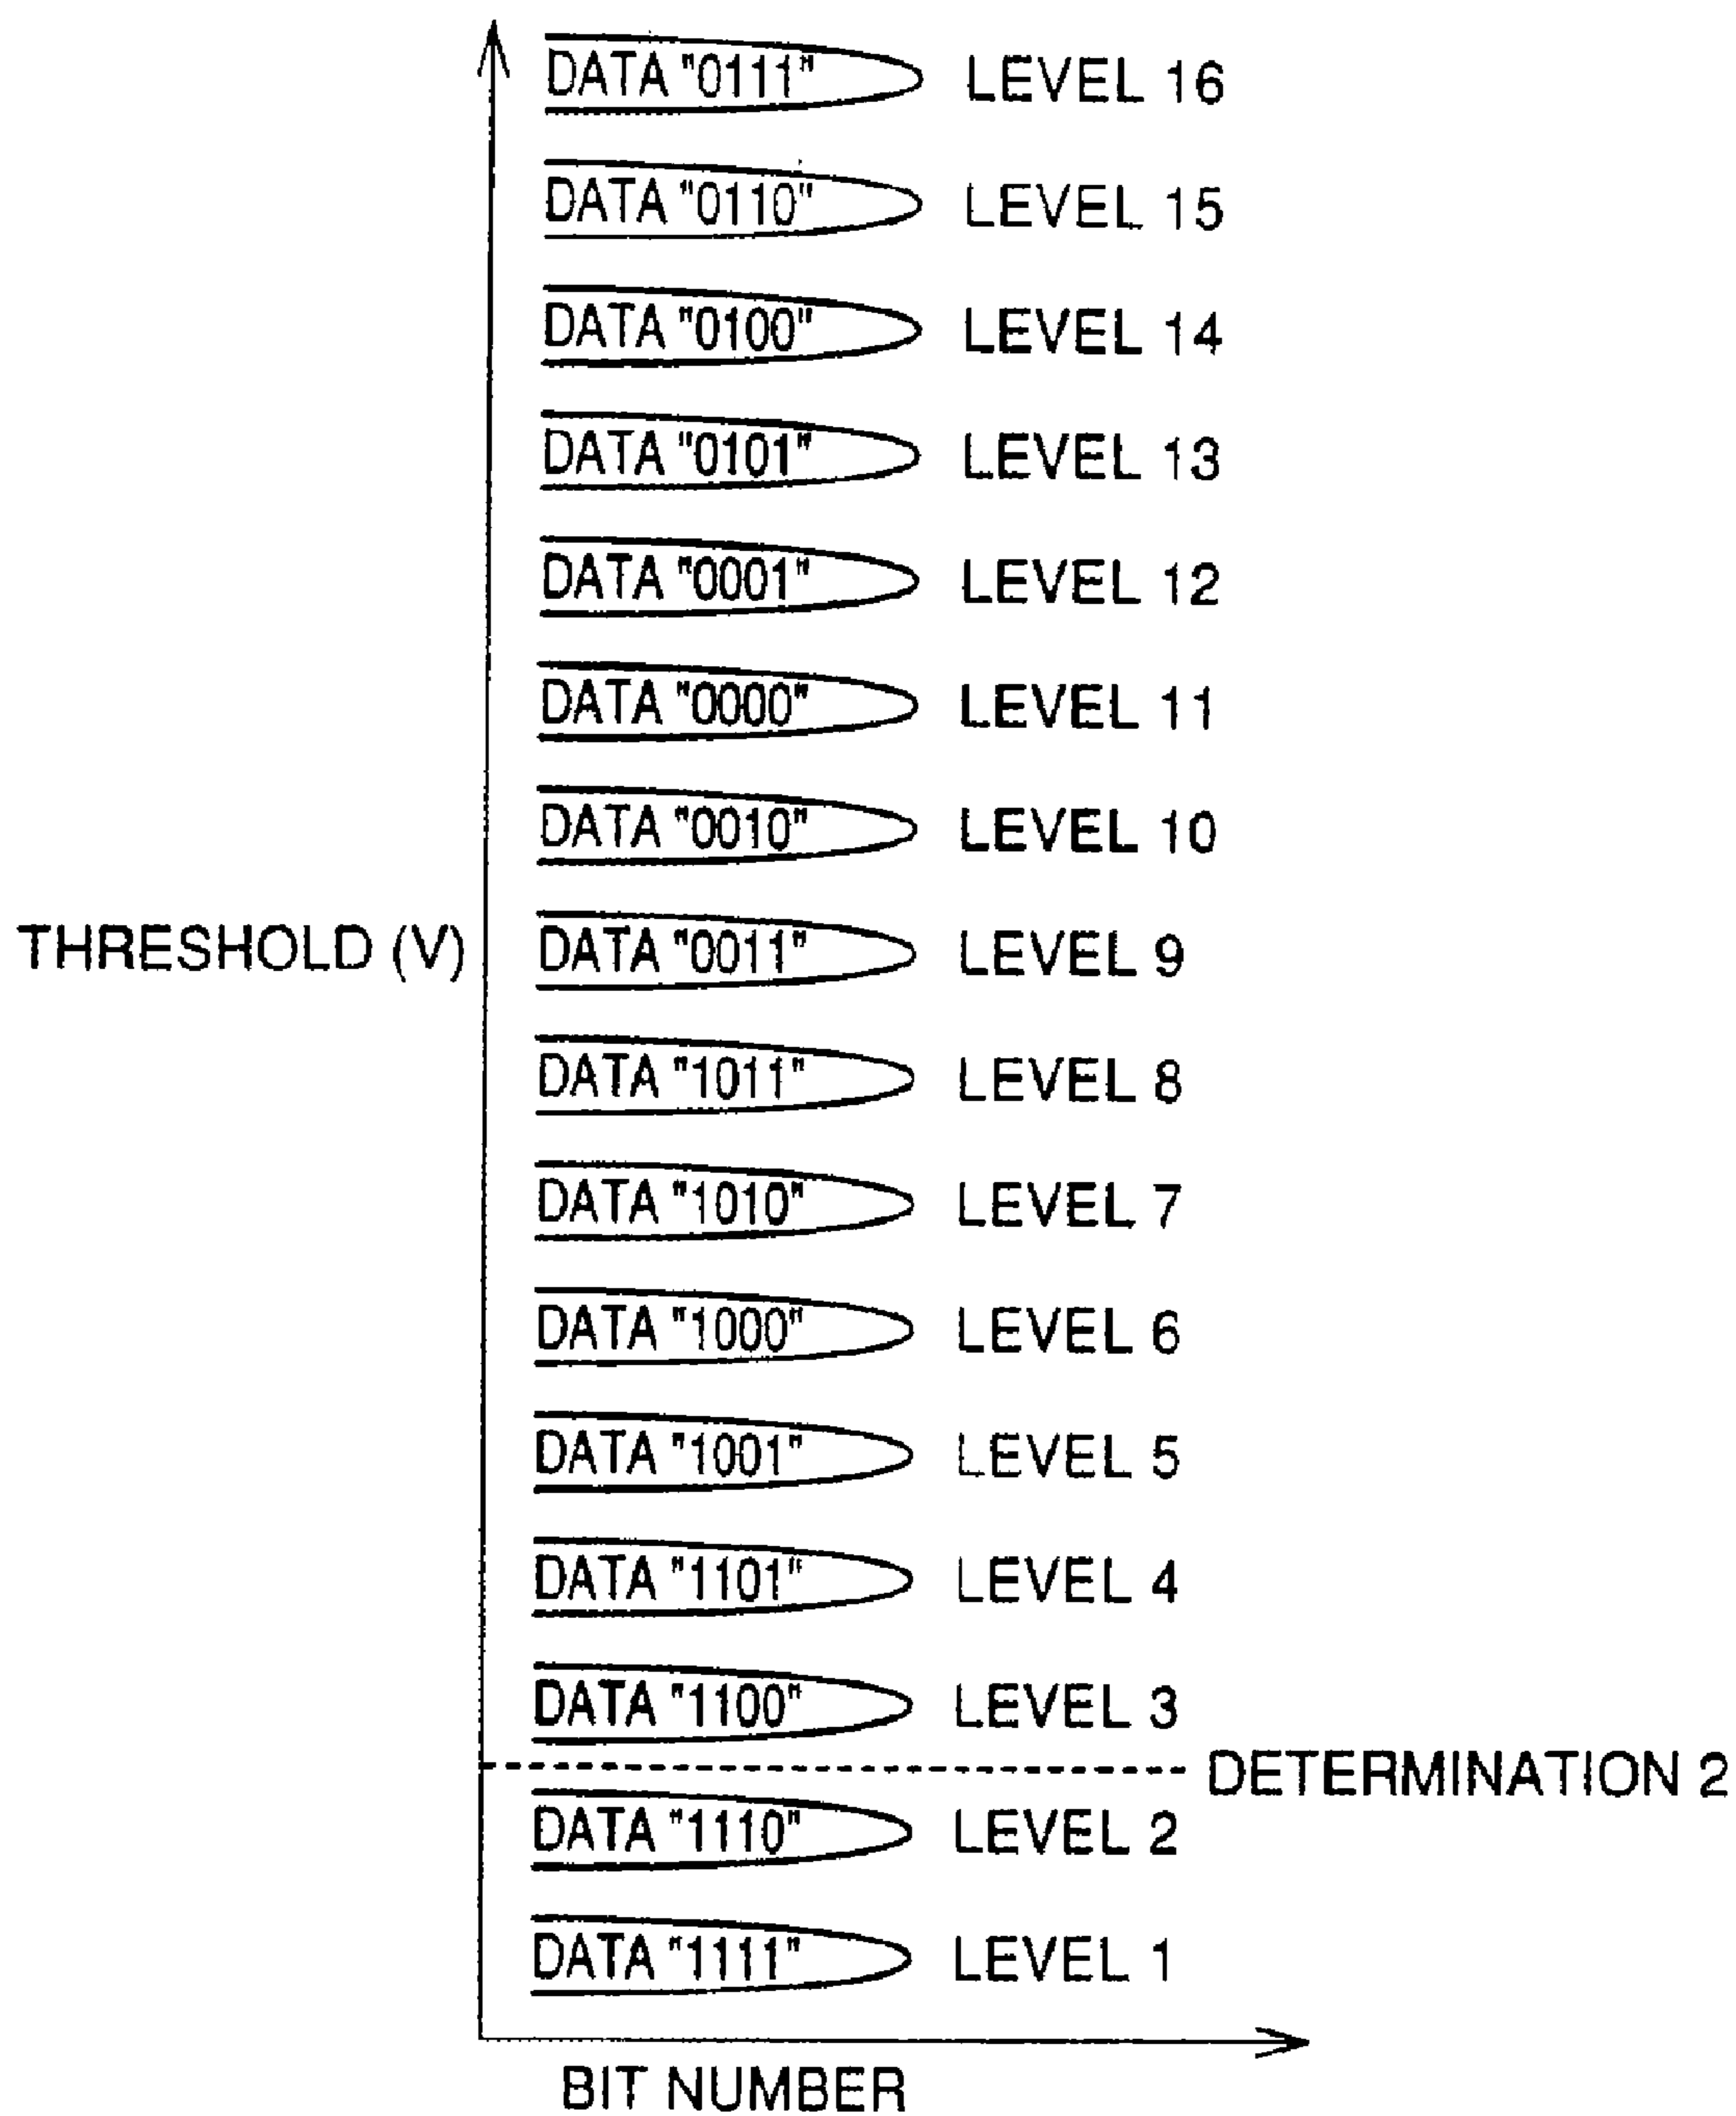 DATA "0111" LEVEL 16
DATA "0110" LEVEL 15
DATA "0100" LEVEL 14
DATA "0101" LEVEL 13
DATA "0001" LEVEL 12
DATA "0000" LEVEL 11
DATA "0010" LEVEL 10
THRESHOLD (V) DATA "0011" LEVEL 9
DATA "1011" LEVEL 8
DATA "1010" LEVEL 7
DATA "1000" LEVEL 6
DATA "1001" LEVEL 5
DATA "1101" LEVEL 4
DATA "1100" LEVEL 3
DETERMINATION 2
DATA "1110" LEVEL 2
DATA "1111" LEVEL 1
BIT NUMBER